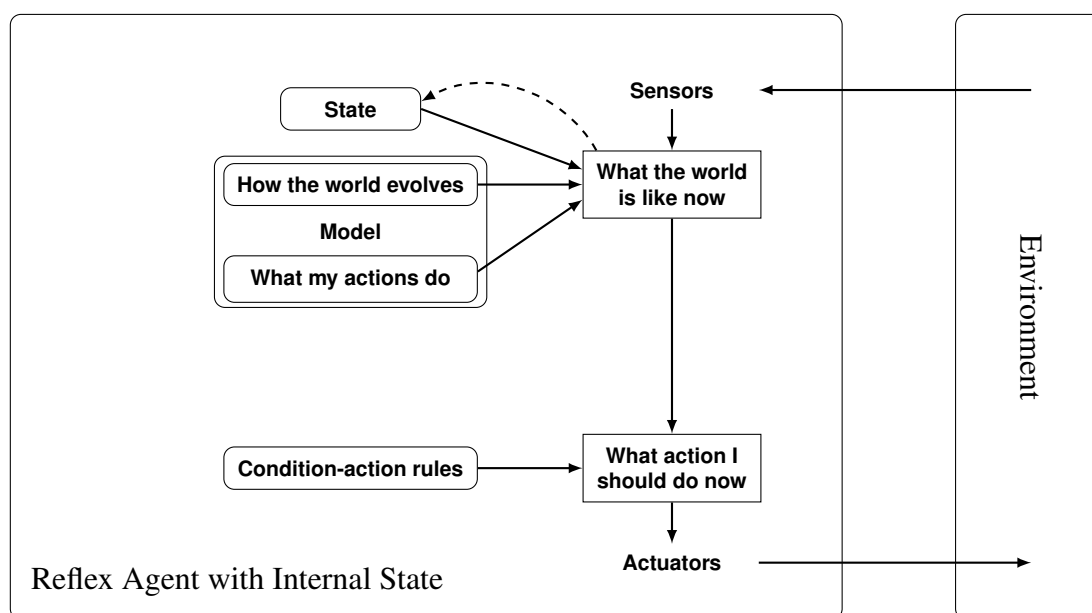 Sensors
State
What the world
is like now
How the world evolves
Model
What my actions do
Environment
Condition-action rules
What action I
should do now
Actuators
Reflex Agent with Internal State